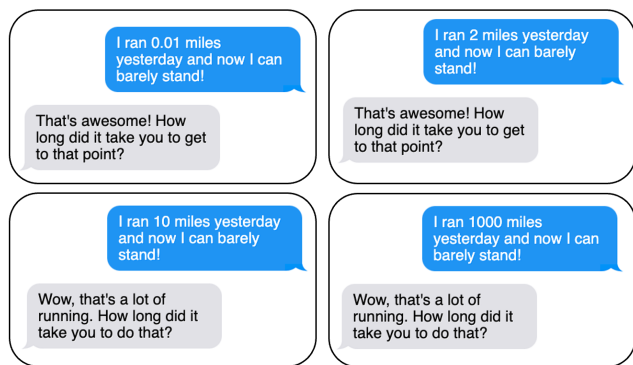 I ran 0.01 miles
yesterday and now I can
barely stand!
That's awesome! How
long did it take you to get
to that point?
I ran 2 miles yesterday
and now I can barely
stand!
That's awesome! How
long did it take you to get
to that point?
I ran 10 miles yesterday
and now I can barely
stand!
Wow, that's a lot of
running. How long did it
take you to do that?
I ran 1000 miles
yesterday and now I can
barely stand!
Wow, that's a lot of
running. How long did it
take you to do that?